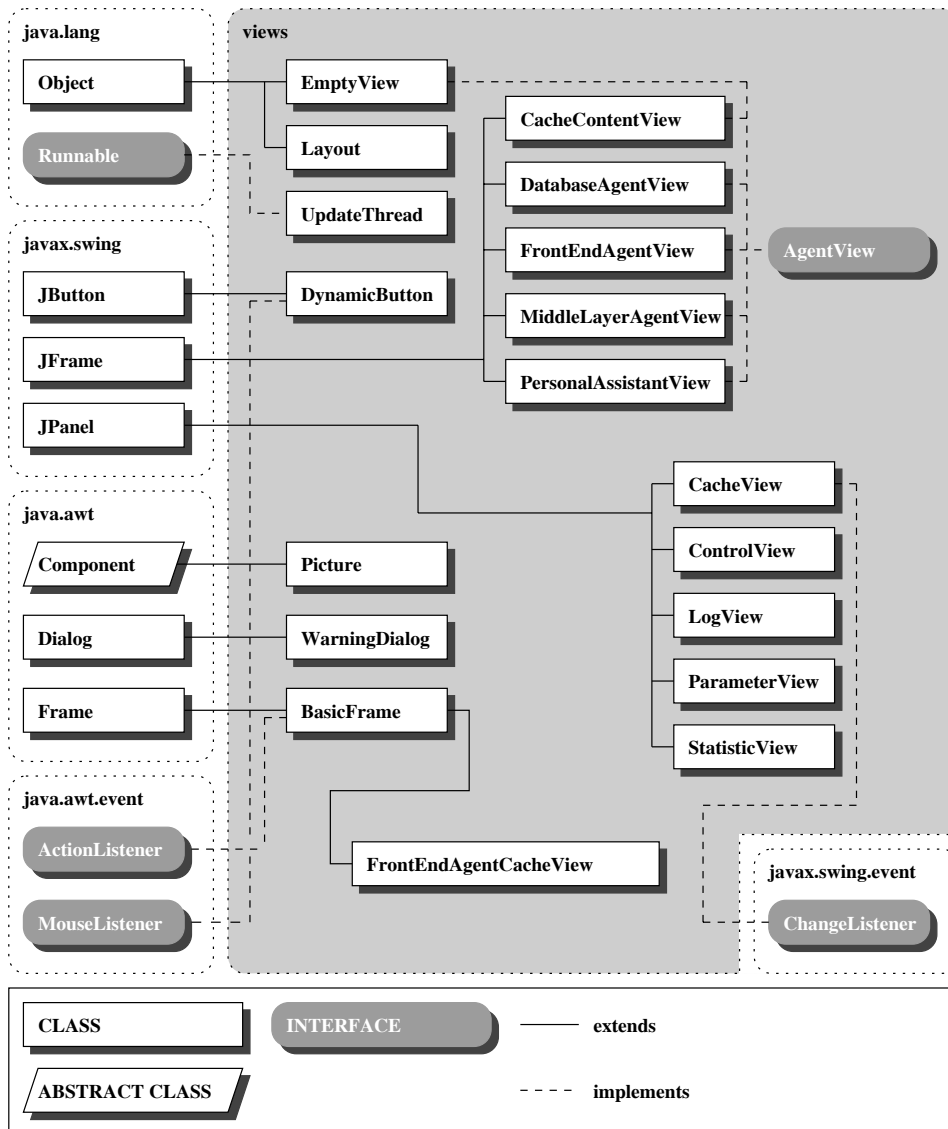 java.lang
Object
Runnable
javax.swing
JButton
JFrame
JPanel
java.awt
Component
Dialog
Frame
java.awt.event
ActionListener
MouseListener
views
EmptyView
Layout
UpdateThread
DynamicButton
Picture
WarningDialog
BasicFrame
FrontEndAgentCacheView
CacheContentView
DatabaseAgentView
FrontEndAgentView
MiddleLayerAgentView
PersonalAssistantView
AgentView
CacheView
ControlView
LogView
ParameterView
StatisticView
javax.swing.event
ChangeListener
CLASS
INTERFACE
extends
ABSTRACT CLASS
implements